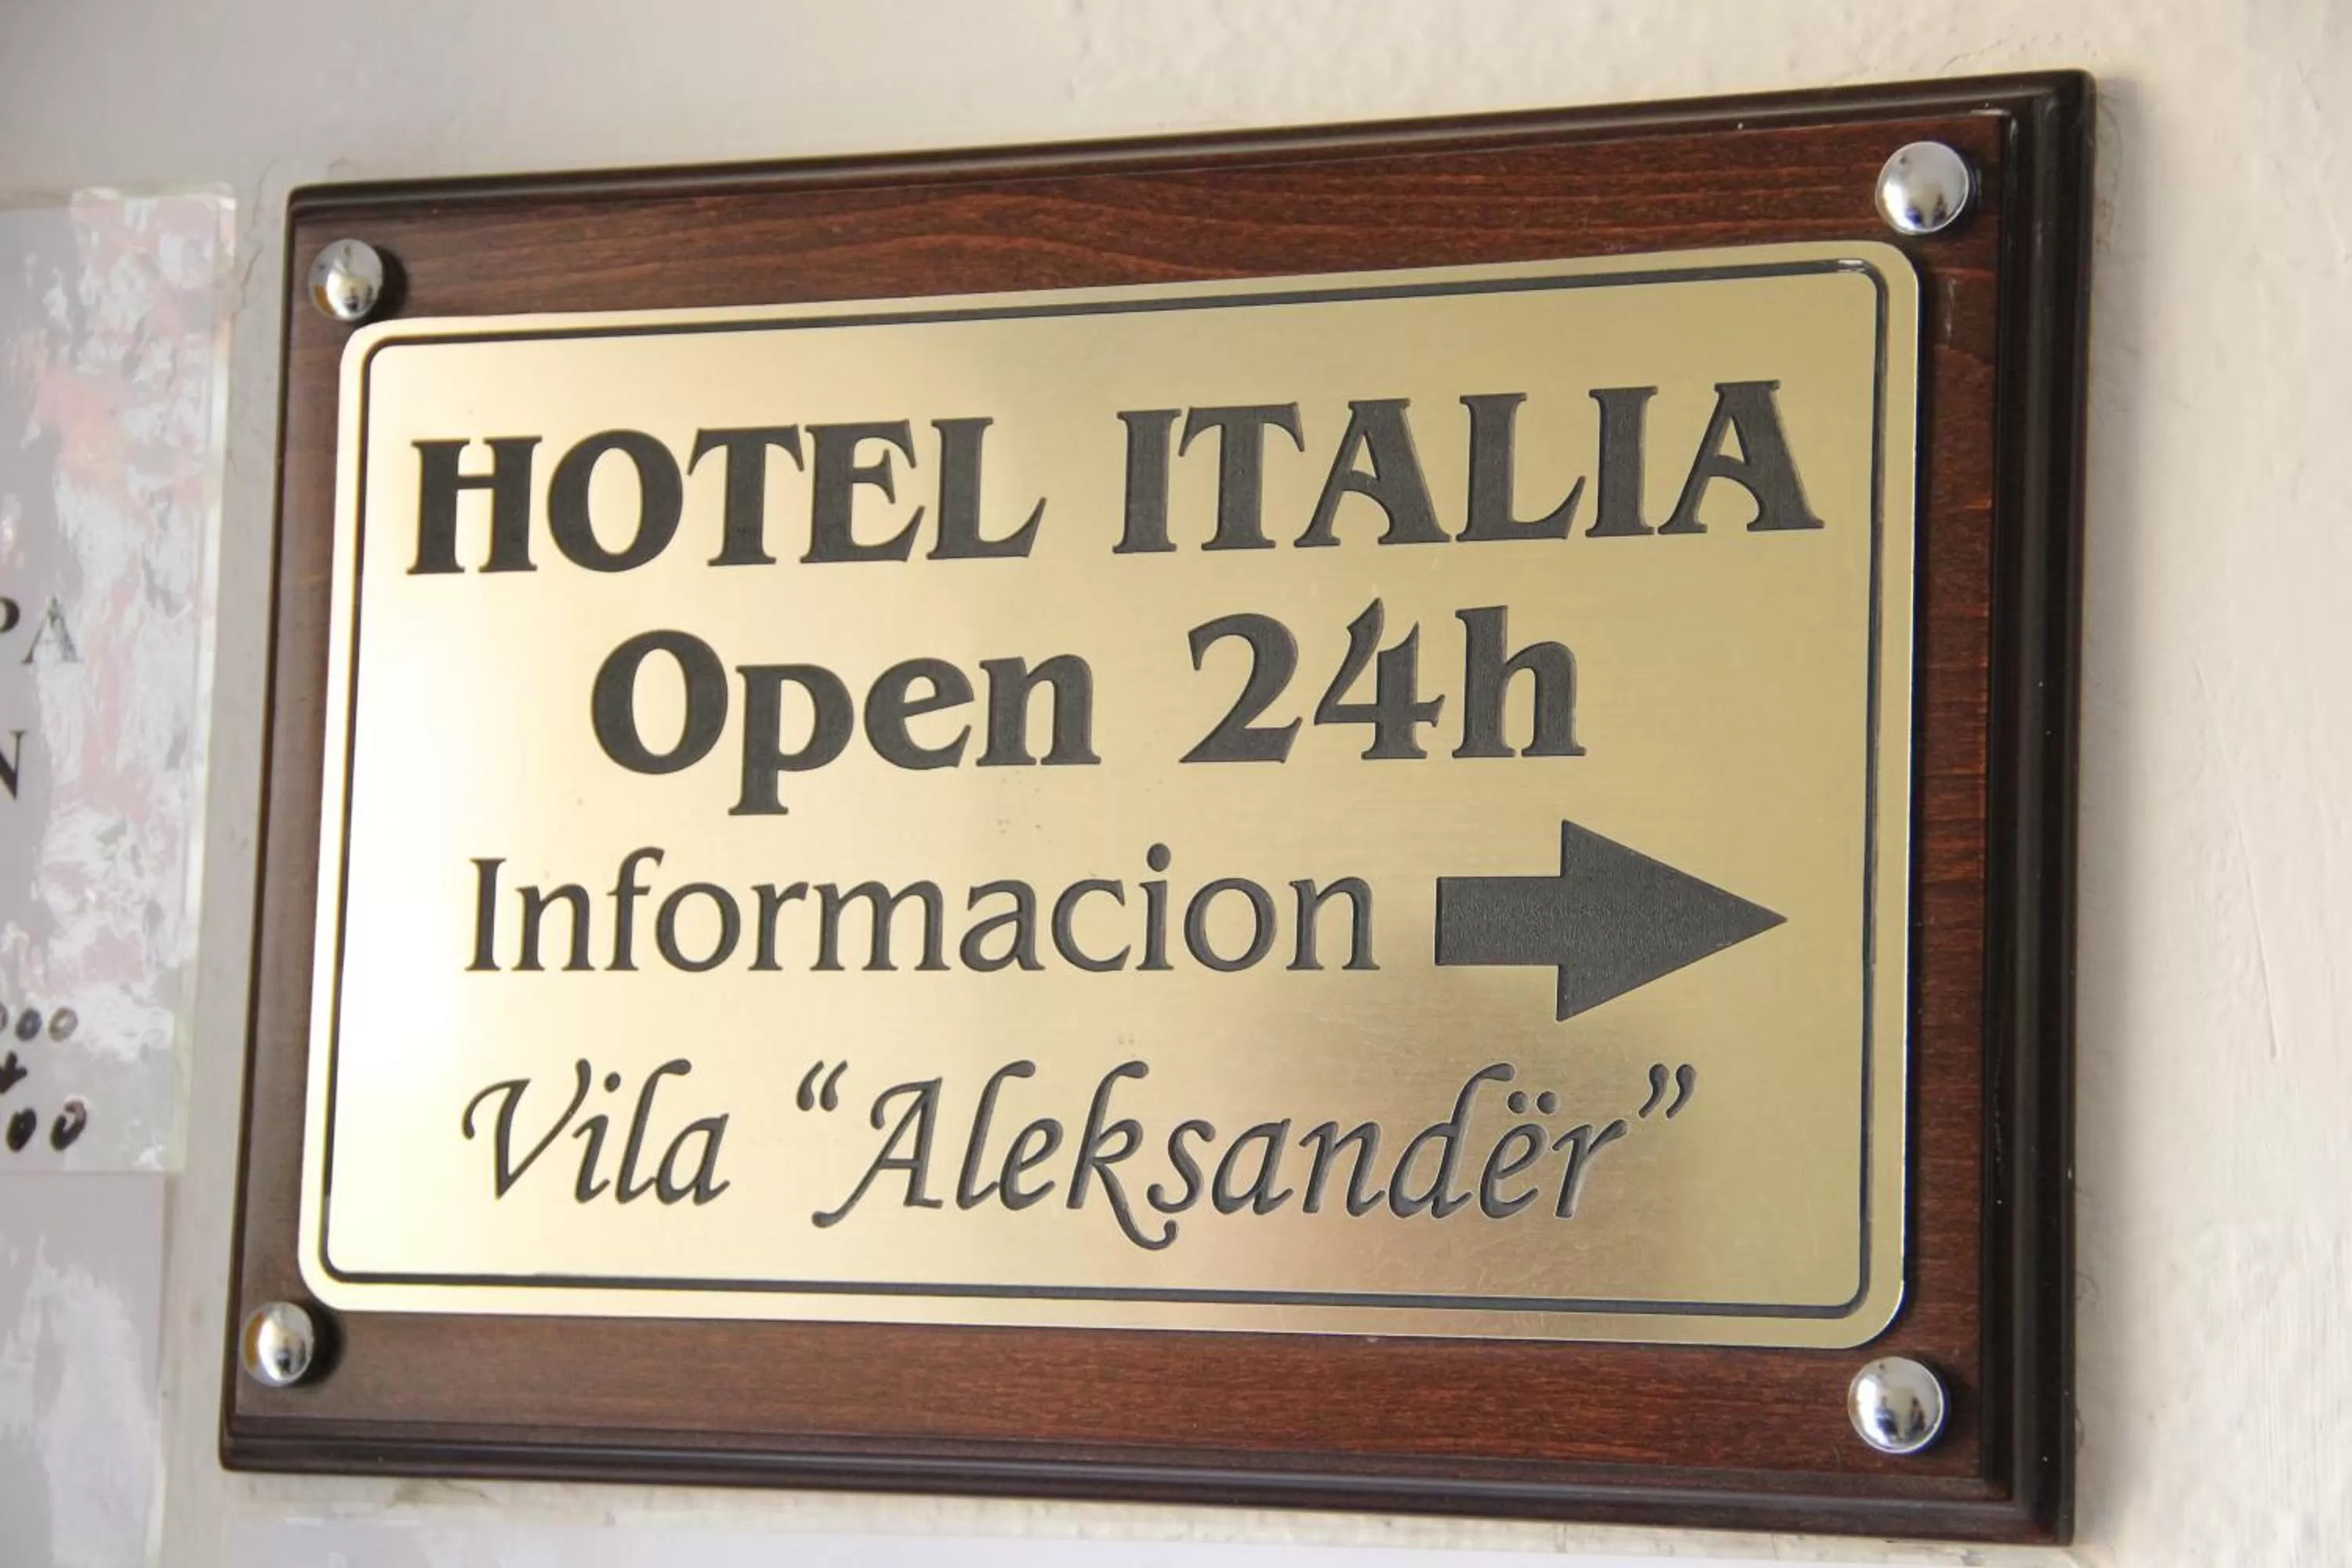 HOTEL ITALIA
Open 24h
Informacion
Vila “Aleksandër”